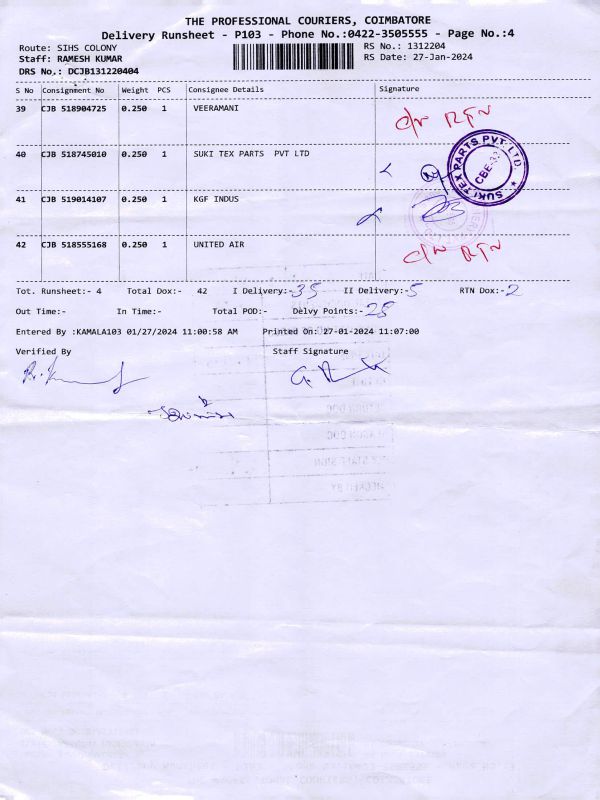 THE PROFESSIONAL COURIERS, COIMBATORE
Delivery Runsheet - P103 - Phone No.:0422-3505555 - Page No.:4
Route: SIHS COLONY RS No.: 1312204
Staff: RAMESH KUMAR RS Date: 27-Jan-2024
DRS No.: DCJB131220404
S No Consignment No Weight PCS Consignee Details Signature
39 CJB 518904725 0.250 1 VEERAMANI C/N RTN
40 CJB 518745010 0.250 1 SUKI TEX PARTS PVT LTD
SUKI TEX PARTS PVT. LTD. CBE-
41 CJB 519014107 0.250 1 KGF INDUS
42 CJB 518555168 0.250 1 UNITED AIR C/N RTN
Tot. Runsheet:- 4 Total Dox:- 42 I Delivery:- 35 II Delivery:- 5 RTN Dox:- 2
Out Time:- In Time:- Total POD:- Delvy Points:- 25
Entered By :KAMALA103 01/27/2024 11:00:58 AM Printed On: 27-01-2024 11:07:00
Verified By Staff Signature